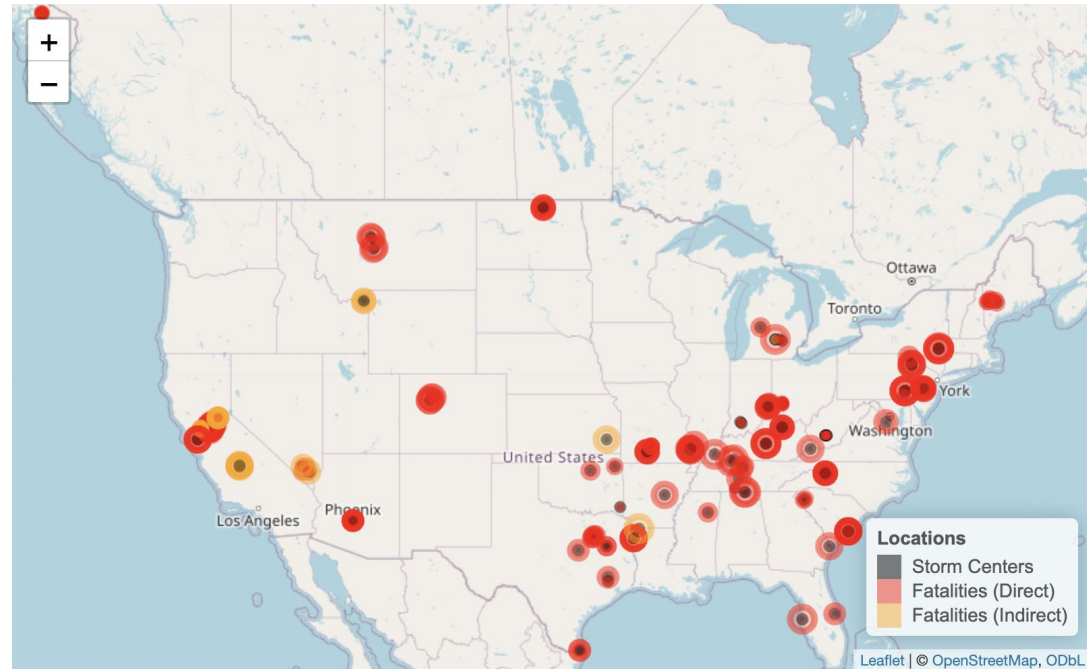 +
−
Ottawa
Toronto
York
Washington
United States
Phoenix
Los Angeles
Locations
Storm Centers
Fatalities (Direct)
Fatalities (Indirect)
Leaflet | © OpenStreetMap, ODbL